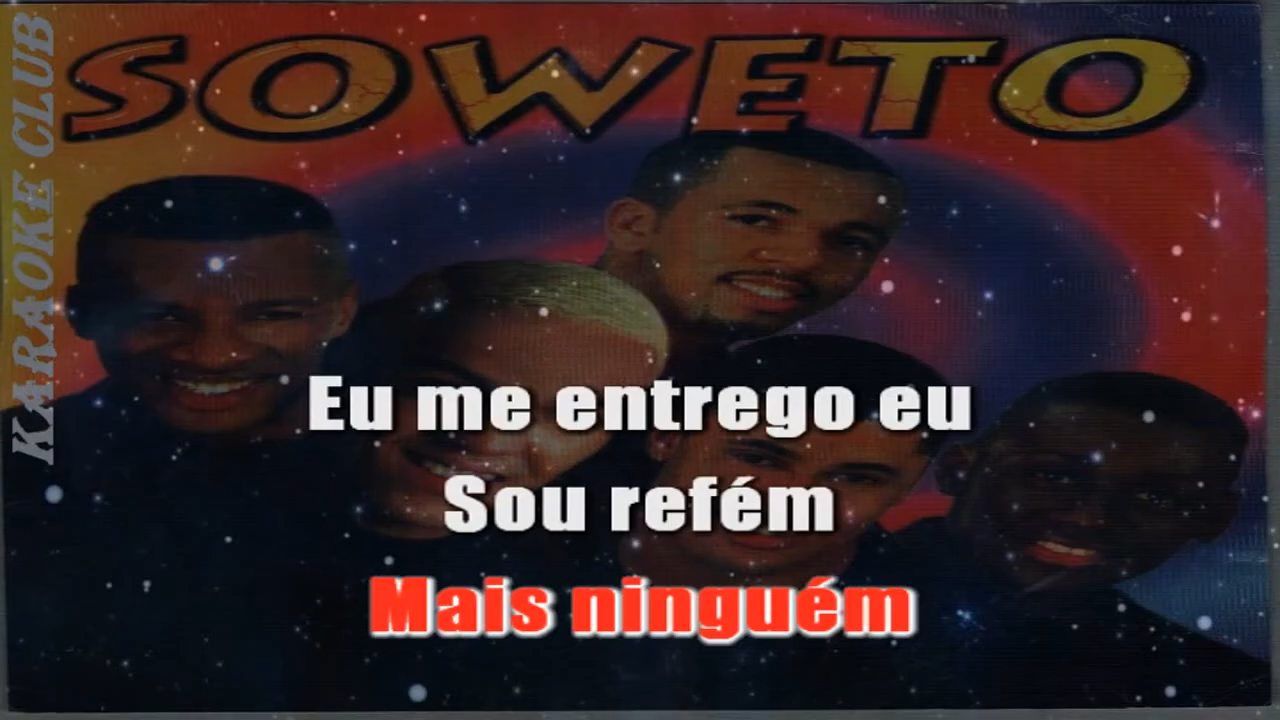 SOWETO
KARAOKE CLUB
Eu me entrego eu
Sou refém
Mais ninguém